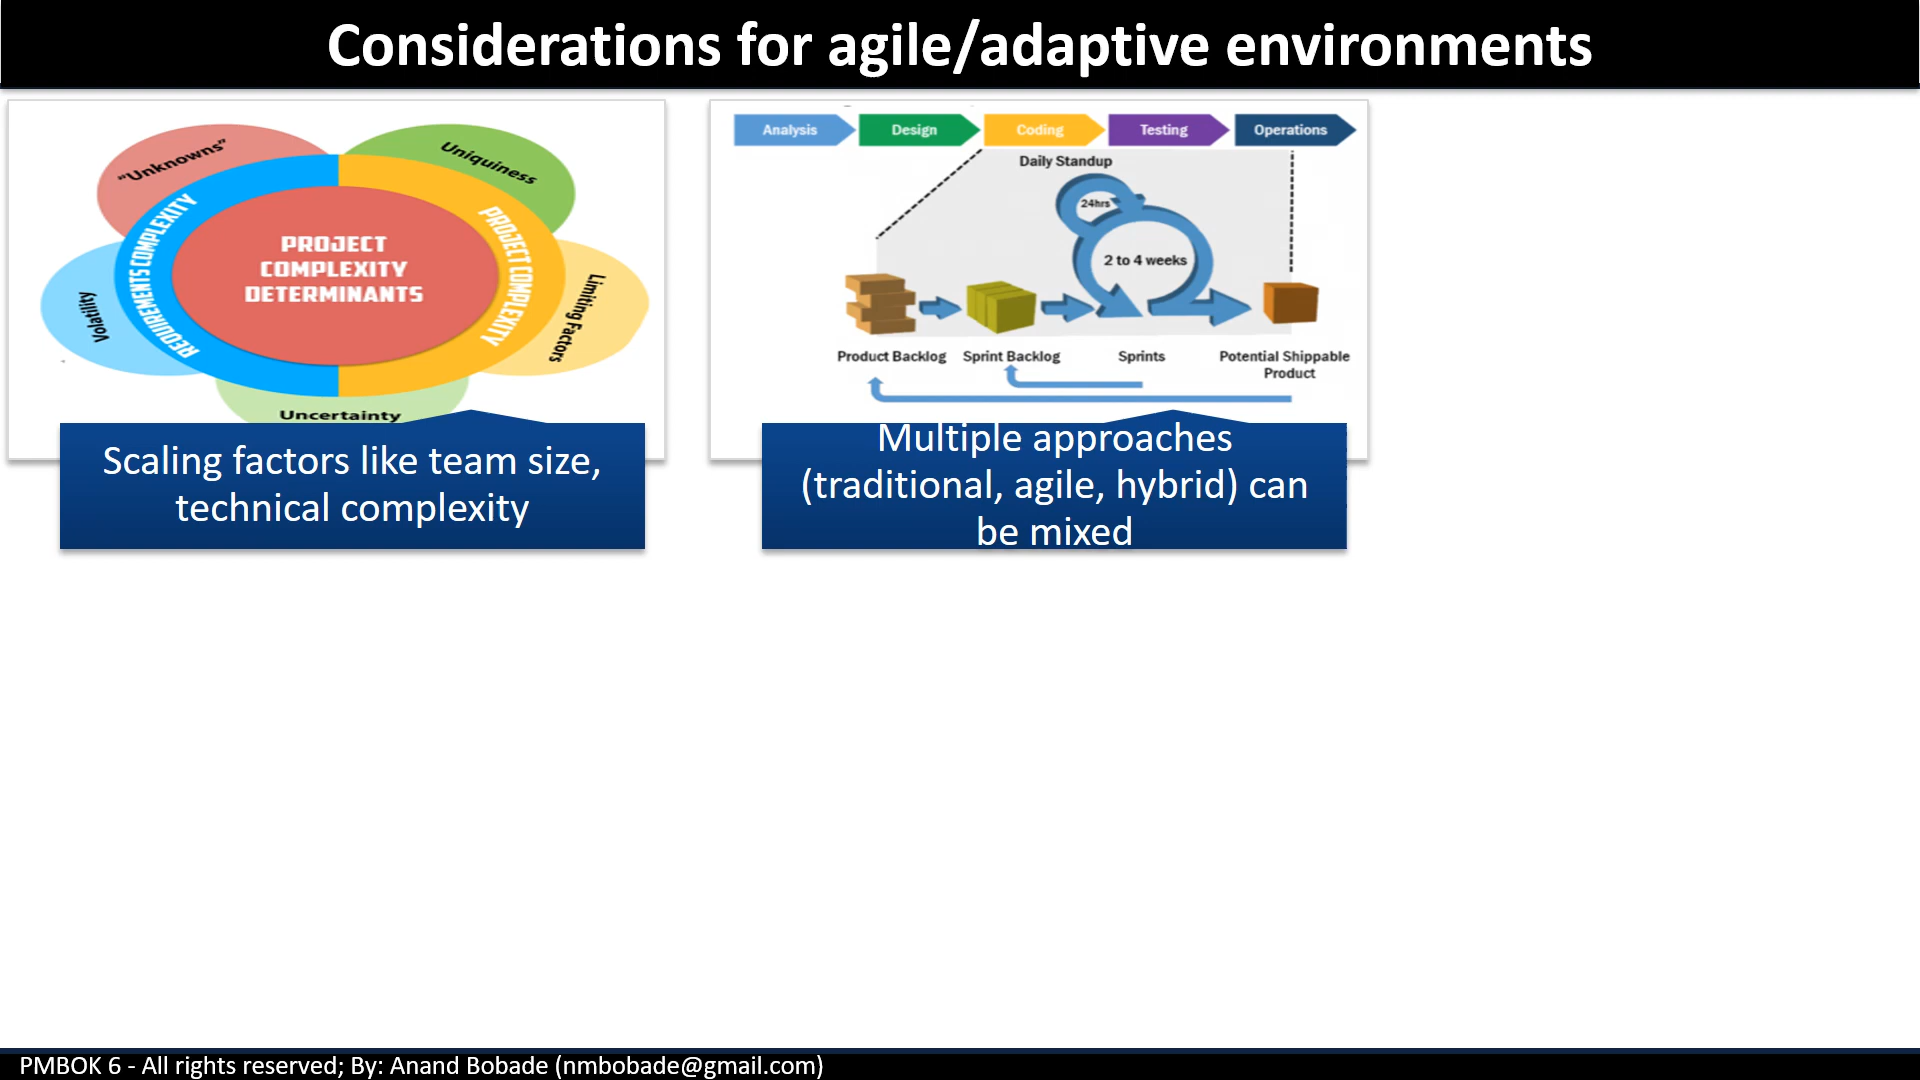 Considerations for agile/adaptive environments
"Unknowns"
Uniquiness
REQUIREMENTS COMPLEXITY
PROJECT COMPLEXITY
PROJECT
COMPLEXITY
DETERMINANTS
Volatility
Limiting Factors
Uncertainty
Scaling factors like team size,
technical complexity
Analysis
Design
Coding
Testing
Operations
Daily Standup
24hrs
2 to 4 weeks
Product Backlog
Sprint Backlog
Sprints
Potential Shippable
Product
Multiple approaches
(traditional, agile, hybrid) can
be mixed
PMBOK 6 - All rights reserved; By: Anand Bobade (nmbobade@gmail.com)